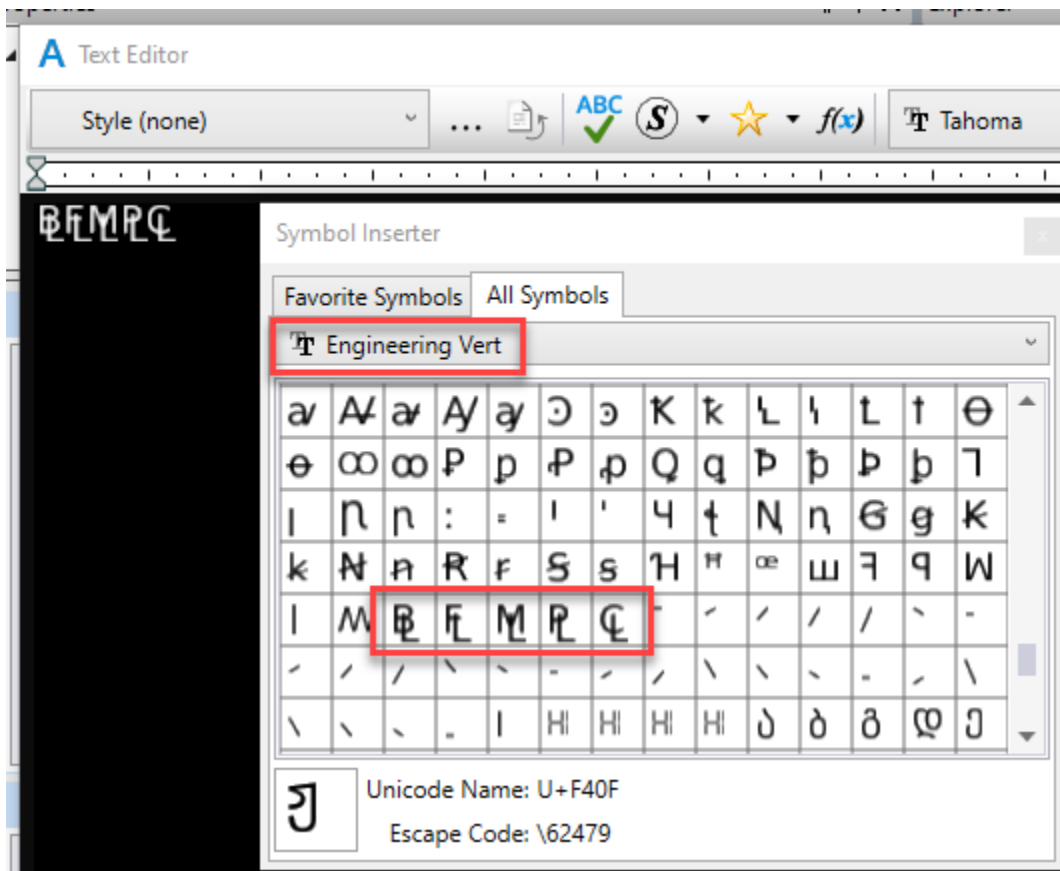 Text Editor
Style (none) ... ABC S f(x) Tahoma
Symbol Inserter
Favorite Symbols All Symbols
Engineering Vert
ꜹ Ꜻ ꜻ Ꜽ ꜽ Ꜿ ꜿ Ꝁ ꝁ Ꝇ ꝇ Ꝉ ꝉ Ꝋ
ꝋ Ꝏ ꝏ Ꝑ ꝑ Ꝓ ꝓ Ꝗ ꝗ Ꝥ ꝥ Ꝧ ꝧ Ꞁ
Ꞃ ꞃ ꞉ ꞊ Ꞌ ꞌ Ɥ ꞎ Ꞑ ꞑ Ꞡ ꞡ Ꞣ
ꞣ Ꞥ ꞥ Ꞧ ꞧ Ꞩ ꞩ Ɦ ꟸ ꟹ ꟺ ꟻ ꟼ ꟽ
Unicode Name: U+F40F
Escape Code: \62479